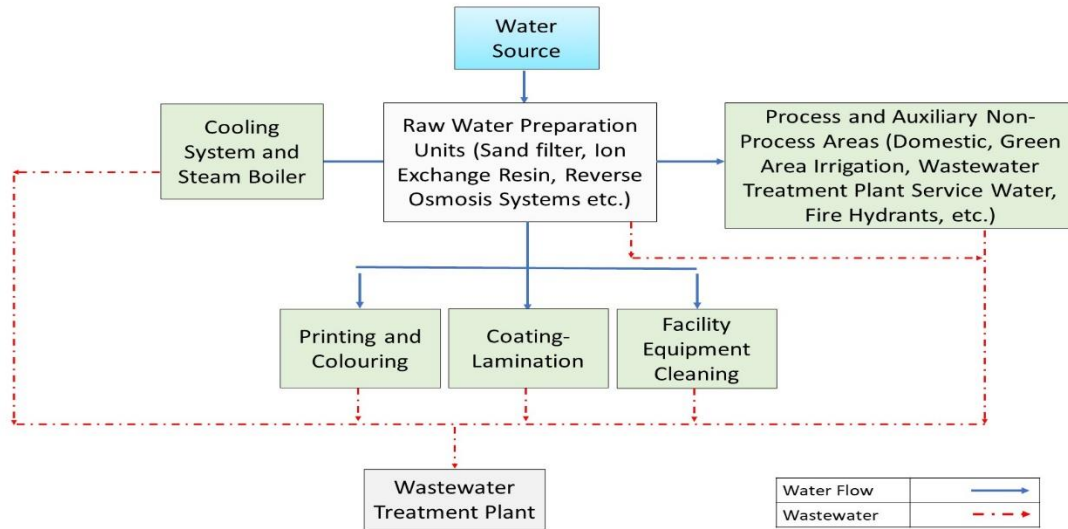 Water
Source
Cooling
System and
Steam Boiler
Raw Water Preparation
Units (Sand filter, Ion
Exchange Resin, Reverse
Osmosis Systems etc.)
Process and Auxiliary Non-
Process Areas (Domestic, Green
Area Irrigation, Wastewater
Treatment Plant Service Water,
Fire Hydrants, etc.)
Printing and
Colouring
Coating-
Lamination
Facility
Equipment
Cleaning
Wastewater
Treatment Plant
Water Flow
Wastewater